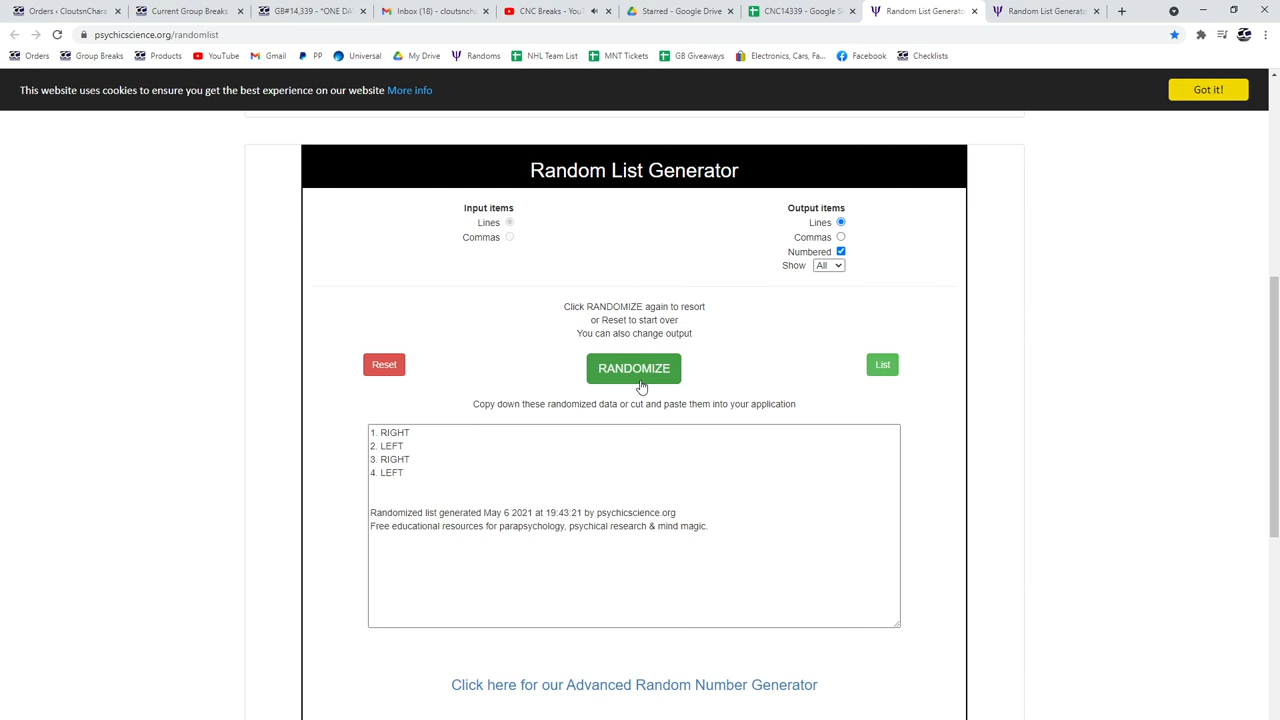 Orders ‹ CloutsnChara
Current Group Breaks
GB#14,339 - *ONE DA
Inbox (18) - cloutsnch
CNC Breaks - You
Starred - Google Drive
CNC14339 - Google S
Random List Generator
Random List Generato
psychicscience.org/randomlist
Orders
Group Breaks
Products
YouTube
Gmail
PP
Universal
My Drive
Randoms
NHL Team List
MNT Tickets
GB Giveaways
Electronics, Cars, Fa...
Facebook
Checklists
This website uses cookies to ensure you get the best experience on our website More info
Got it!
Random List Generator
Input items
Lines
Commas
Output items
Lines
Commas
Numbered
Show All
Click RANDOMIZE again to resort
or Reset to start over
You can also change output
Reset
RANDOMIZE
List
Copy down these randomized data or cut and paste them into your application
1. RIGHT
2. LEFT
3. RIGHT
4. LEFT
Randomized list generated May 6 2021 at 19:43:21 by psychicscience.org
Free educational resources for parapsychology, psychical research & mind magic.
Click here for our Advanced Random Number Generator